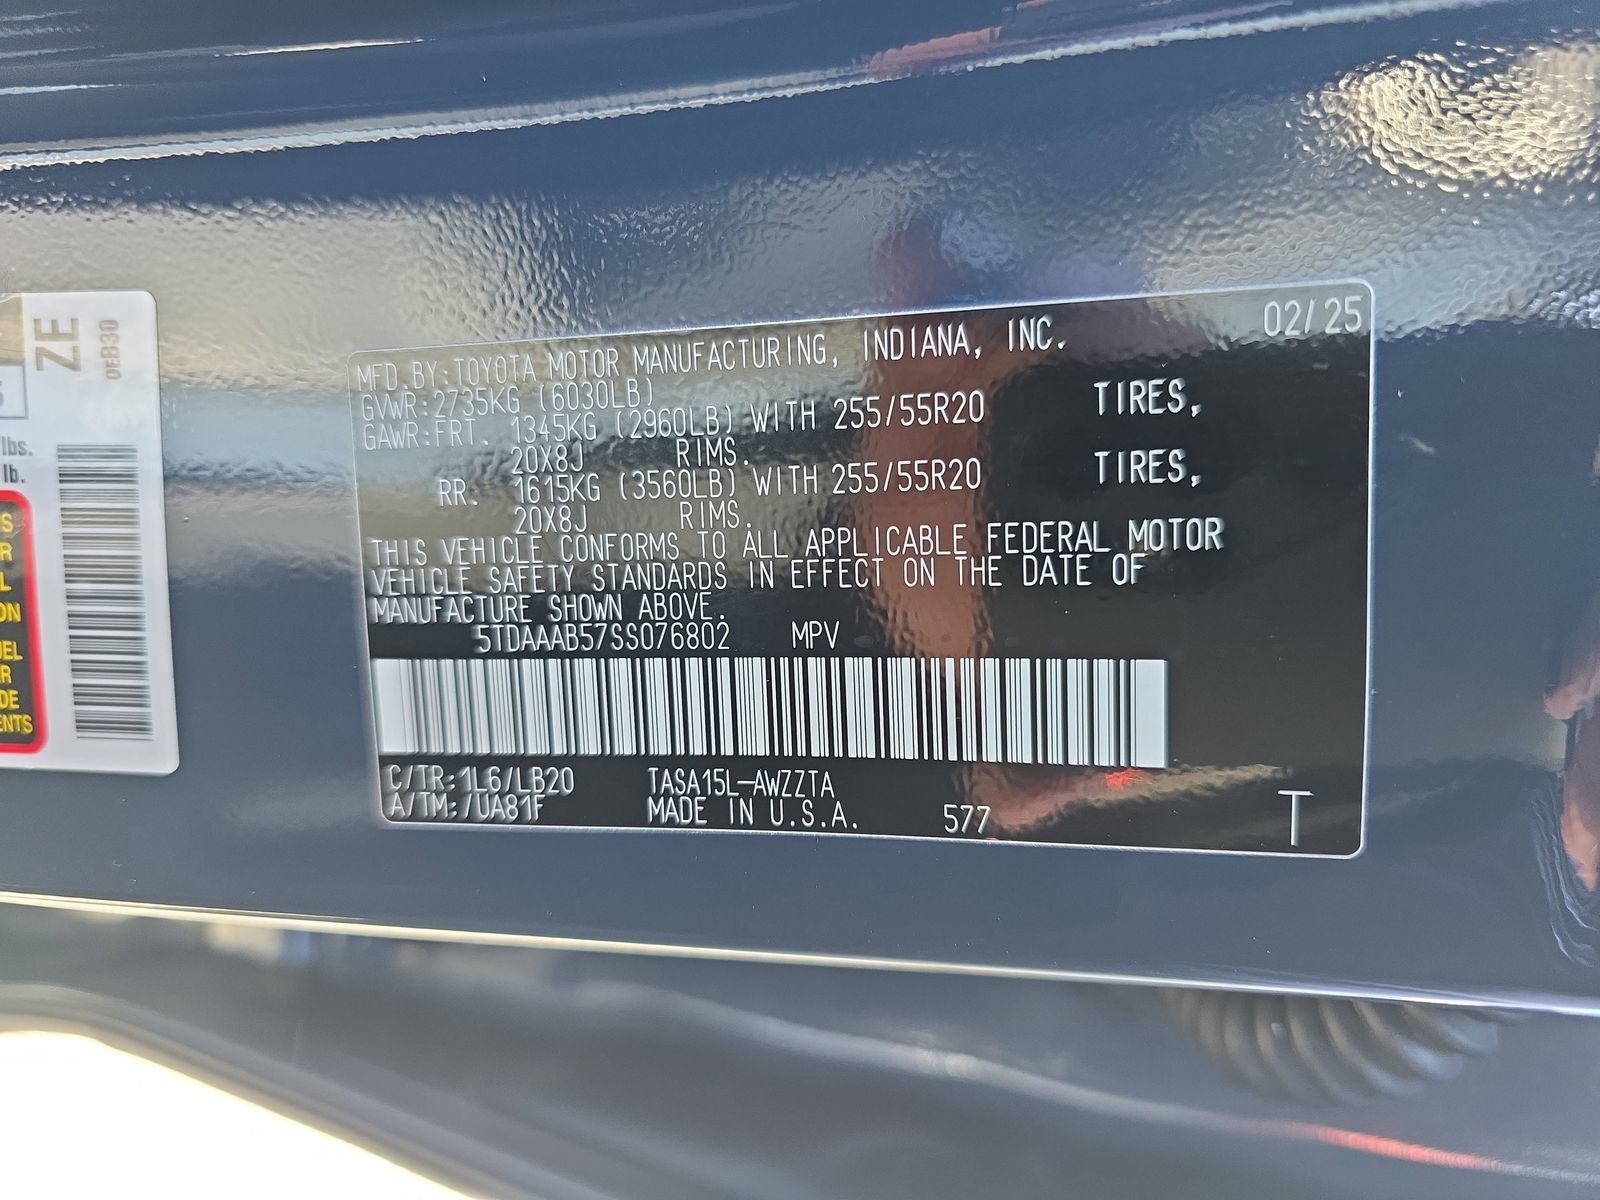 ZE
0EB30
lbs.
lb.
02/25
MFD.BY:TOYOTA MOTOR MANUFACTURING, INDIANA, INC.
GVWR:2735KG (6030LB)
GAWR:FRT. 1345KG (2960LB) WITH 255/55R20 TIRES,
20X8J RIMS.
RR. 1615KG (3560LB) WITH 255/55R20 TIRES,
20X8J RIMS.
THIS VEHICLE CONFORMS TO ALL APPLICABLE FEDERAL MOTOR
VEHICLE SAFETY STANDARDS IN EFFECT ON THE DATE OF
MANUFACTURE SHOWN ABOVE.
5TDAAAB57SS076802 MPV
C/TR:1L6/LB20 TASA15L-AWZZTA
A/TM:/UA81F MADE IN U.S.A. 577 T